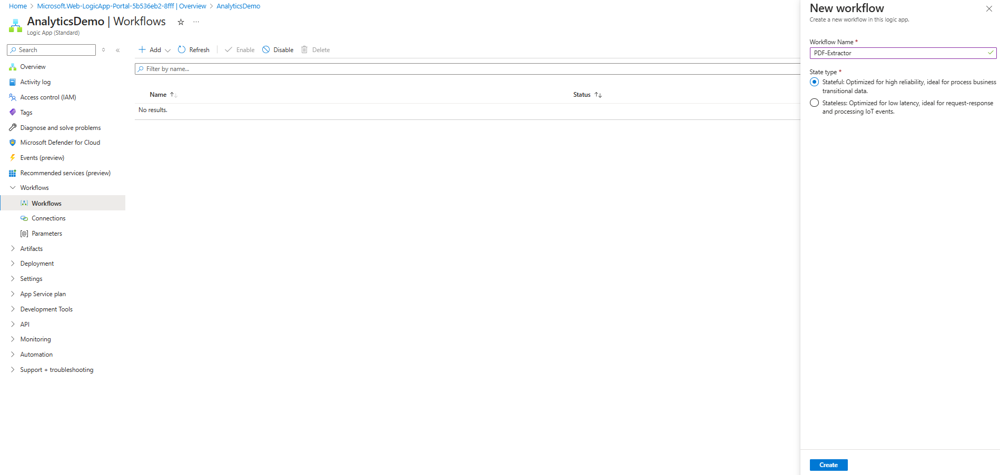 Home > Microsoft.Web-LogicApp-Portal-5b536eb2-8fff | Overview > AnalyticsDemo
AnalyticsDemo | Workflows
Logic App (Standard)
Search
Overview
Activity log
Access control (IAM)
Tags
Diagnose and solve problems
Microsoft Defender for Cloud
Events (preview)
Recommended services (preview)
Workflows
Workflows
Connections
[@] Parameters
Artifacts
Deployment
Settings
App Service plan
Development Tools
API
Monitoring
Automation
Support + troubleshooting
Add Refresh Enable Disable Delete
Filter by name...
Name Status
No results.
New workflow
Create a new workflow in this logic app.
Workflow Name *
PDF-Extractor
State type *
Stateful: Optimized for high reliability, ideal for process business
transitional data.
Stateless: Optimized for low latency, ideal for request-response
and processing IoT events.
Create